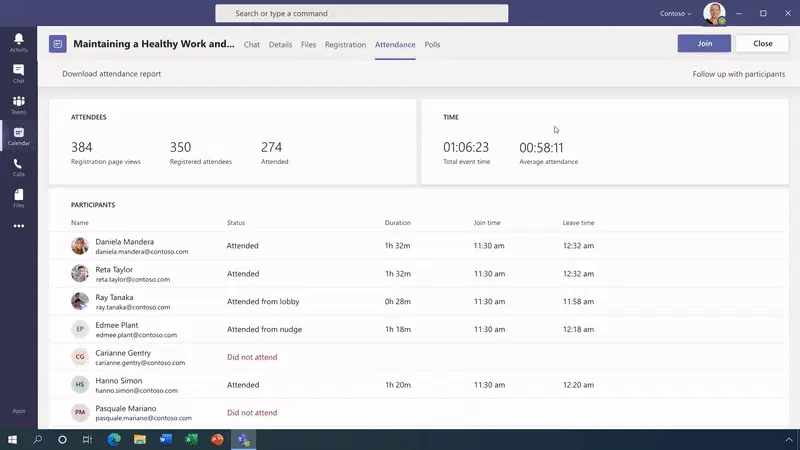 Search or type a command
Contoso
Activity
Chat
Teams
Calendar
Calls
Files
Apps
Maintaining a Healthy Work and...
Chat
Details
Files
Registration
Attendance
Polls
Join
Close
Download attendance report
Follow up with participants
ATTENDEES
384
Registration page views
350
Registered attendees
274
Attended
TIME
01:06:23
Total event time
00:58:11
Average attendance
PARTICIPANTS
Name Status Duration Join time Leave time
Daniela Mandera
daniela.mandera@contoso.com
Attended 1h 32m 11:30 am 12:32 am
Reta Taylor
reta.taylor@contoso.com
Attended 1h 32m 11:30 am 12:32 am
Ray Tanaka
ray.tanaka@contoso.com
Attended from lobby 0h 28m 11:30 am 11:58 am
EP
Edmee Plant
edmee.plant@contoso.com
Attended from nudge 1h 18m 11:30 am 12:18 am
CG
Carianne Gentry
carianne.gentry@contoso.com
Did not attend
HS
Hanno Simon
hanno.simon@contoso.com
Attended 1h 20m 11:30 am 12:20 am
PM
Pasquale Mariano
pasquale.mariano@contoso.com
Did not attend